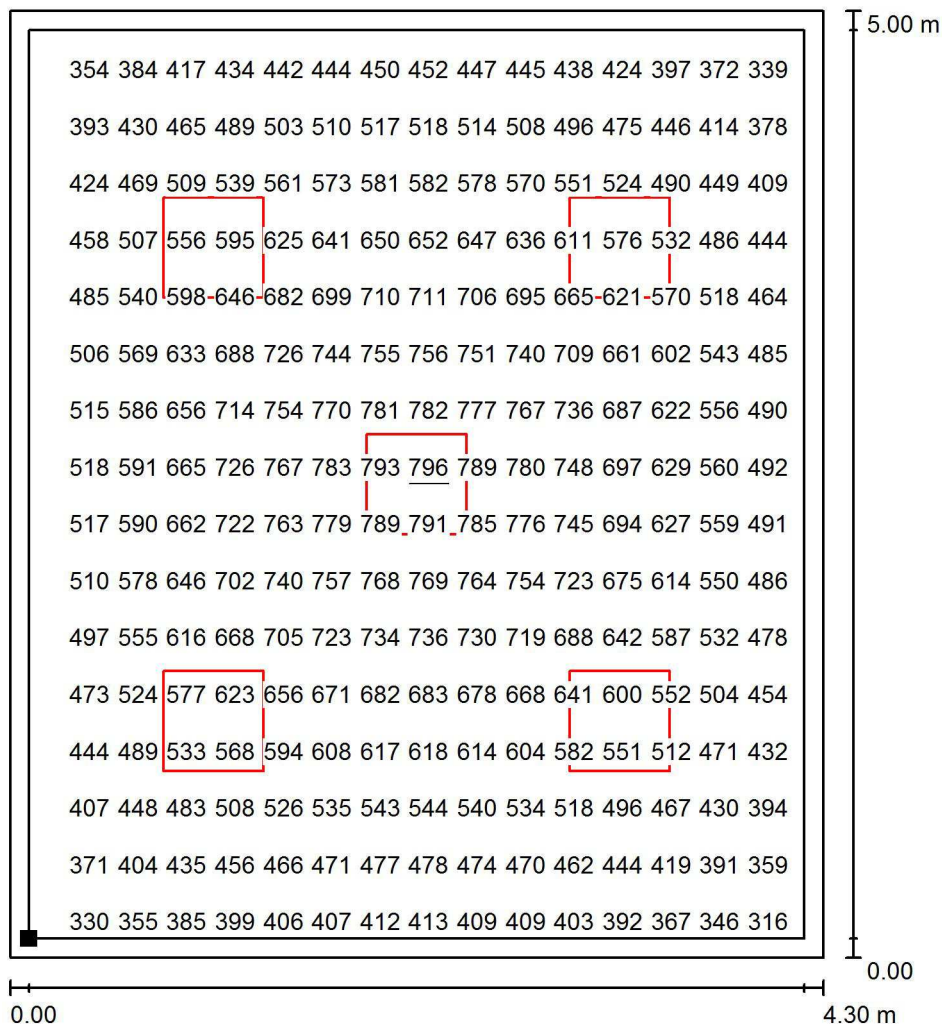 5.00 m
354 384 417 434 442 444 450 452 447 445 438 424 397 372 339
393 430 465 489 503 510 517 518 514 508 496 475 446 414 378
424 469 509 539 561 573 581 582 578 570 551 524 490 449 409
458 507 556 595 625 641 650 652 647 636 611 576 532 486 444
485 540 598 646 682 699 710 711 706 695 665 621 570 518 464
506 569 633 688 726 744 755 756 751 740 709 661 602 543 485
515 586 656 714 754 770 781 782 777 767 736 687 622 556 490
518 591 665 726 767 783 793 796 789 780 748 697 629 560 492
517 590 662 722 763 779 789 791 785 776 745 694 627 559 491
510 578 646 702 740 757 768 769 764 754 723 675 614 550 486
497 555 616 668 705 723 734 736 730 719 688 642 587 532 478
473 524 577 623 656 671 682 683 678 668 641 600 552 504 454
444 489 533 568 594 608 617 618 614 604 582 551 512 471 432
407 448 483 508 526 535 543 544 540 534 518 496 467 430 394
371 404 435 456 466 471 477 478 474 470 462 444 419 391 359
330 355 385 399 406 407 412 413 409 409 403 392 367 346 316
0.00
0.00 4.30 m